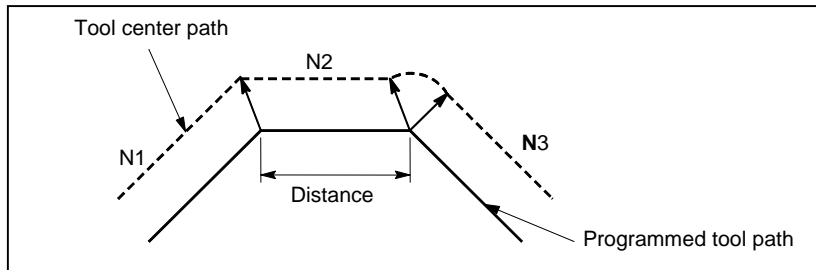 Tool center path
N2
N1
N3
Distance
Programmed tool path